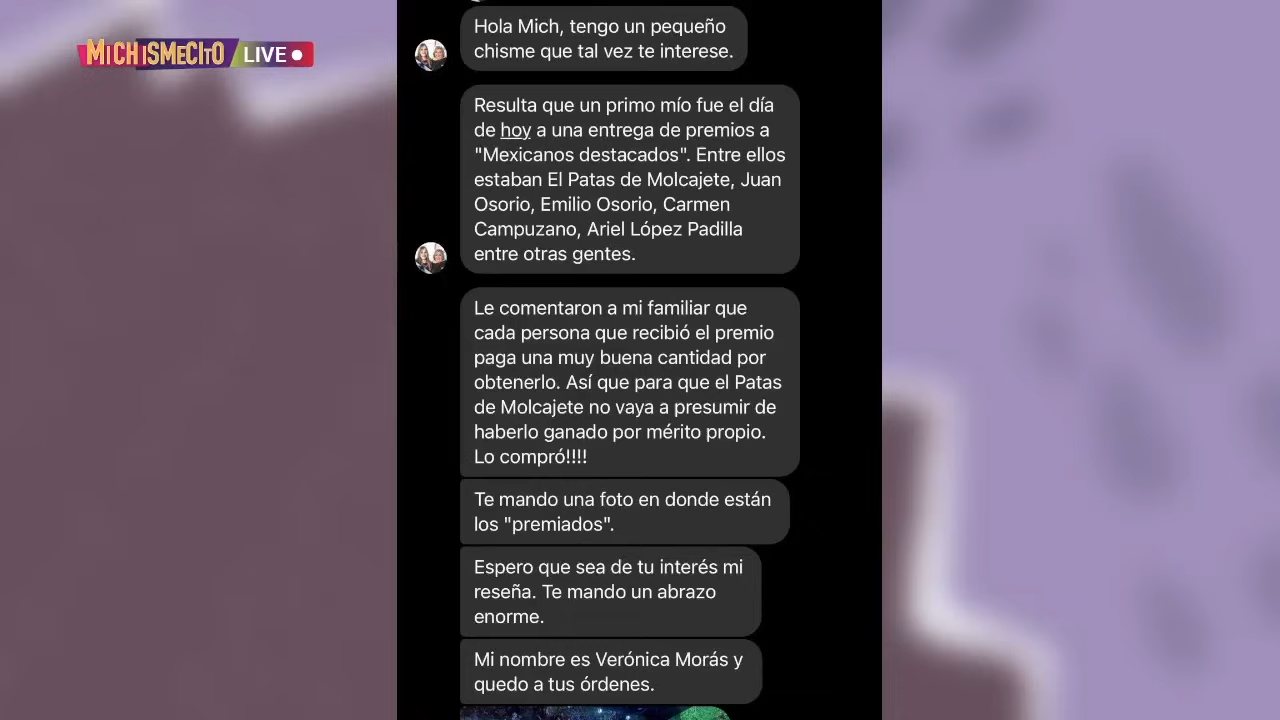 MICHISMECITO LIVE
Hola Mich, tengo un pequeño
chisme que tal vez te interese.
Resulta que un primo mío fue el día
de hoy a una entrega de premios a
"Mexicanos destacados". Entre ellos
estaban El Patas de Molcajete, Juan
Osorio, Emilio Osorio, Carmen
Campuzano, Ariel López Padilla
entre otras gentes.
Le comentaron a mi familiar que
cada persona que recibió el premio
paga una muy buena cantidad por
obtenerlo. Así que para que el Patas
de Molcajete no vaya a presumir de
haberlo ganado por mérito propio.
Lo compró!!!!
Te mando una foto en donde están
los "premiados".
Espero que sea de tu interés mi
reseña. Te mando un abrazo
enorme.
Mi nombre es Verónica Morás y
quedo a tus órdenes.